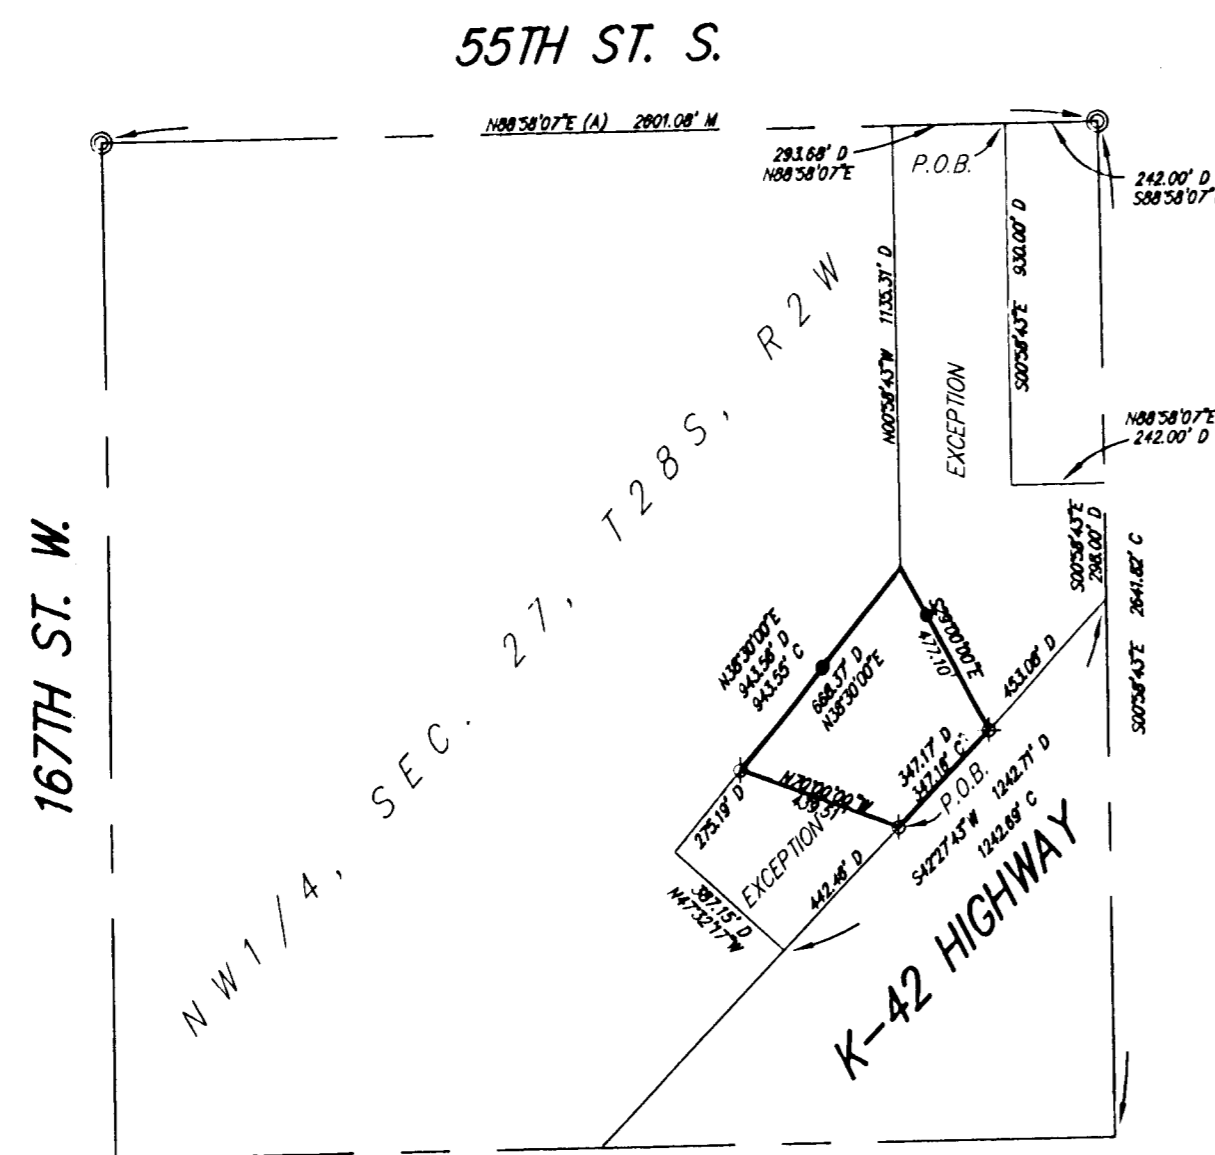 55TH ST. S.
N88°58'07"E (A) 2601.08' M
293.68' D
N88°58'07"E
P.O.B.
242.00' D
S88°58'07"
N00°58'43"W 1135.37' D
S00°58'43"E 930.00' D
EXCEPTION
N88°58'07"E
242.00' D
167TH ST. W.
NW1/4, SEC. 27, T28S, R2W
S00°58'43"E
298.00' D
S00°58'43"E 2641.82' C
N38°30'00"E
943.56' D
943.55' C
668.37' D
N38°30'00"E
S29°00'00"E
477.10'
453.08' D
347.17' D
347.16' C
P.O.B.
N70°00'00"W
275.19' D
EXCEPTION
442.46' D
387.15' D
N47°32'17"W
S42°27'43"W 1242.71' D
1242.69' C
K-42 HIGHWAY